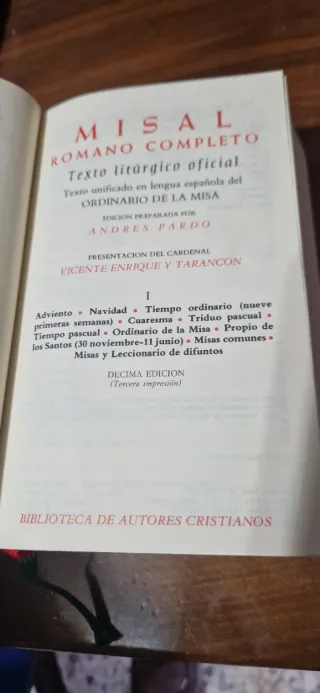 MISAL
ROMANO COMPLETO
Texto litúrgico oficial
Texto unificado en lengua española del
ORDINARIO DE LA MISA
EDICION PREPARADA POR
ANDRES PARDO
PRESENTACION DEL CARDENAL
VICENTE ENRIQUE Y TARANCON
I
Adviento • Navidad • Tiempo ordinario (nueve
primeras semanas) • Cuaresma • Triduo pascual •
Tiempo pascual • Ordinario de la Misa • Propio de
los Santos (30 noviembre-11 junio) • Misas comunes •
Misas y Leccionario de difuntos
DECIMA EDICION
(Tercera impresión)
BIBLIOTECA DE AUTORES CRISTIANOS